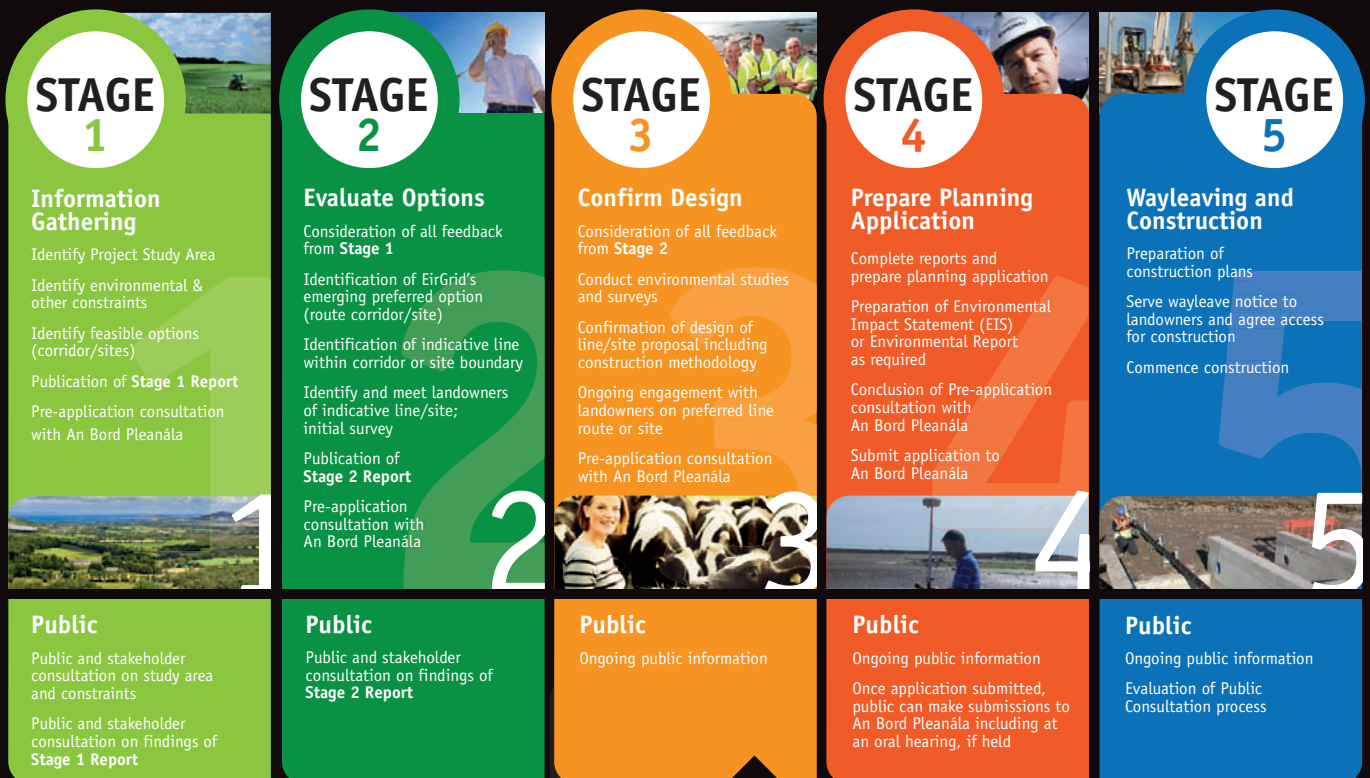 STAGE
1
Information
Gathering
Identify Project Study Area
Identify environmental &
other constraints
Identify feasible options
(corridor/sites)
Publication of Stage 1 Report
Pre-application consultation
with An Bord Pleanála
1
Public
Public and stakeholder
consultation on study area
and constraints
Public and stakeholder
consultation on findings of
Stage 1 Report
STAGE
2
Evaluate Options
Consideration of all feedback
from Stage 1
Identification of EirGrid's
emerging preferred option
(route corridor/site)
Identification of indicative line
within corridor or site boundary
Identify and meet landowners
of indicative line/site;
initial survey
Publication of
Stage 2 Report
Pre-application
consultation with
An Bord Pleanála
2
Public
Public and stakeholder
consultation on findings of
Stage 2 Report
STAGE
3
Confirm Design
Consideration of all feedback
from Stage 2
Conduct environmental studies
and surveys
Confirmation of design of
line/site proposal including
construction methodology
Ongoing engagement with
landowners on preferred line
route or site
Pre-application consultation
with An Bord Pleanála
3
Public
Ongoing public information
STAGE
4
Prepare Planning
Application
Complete reports and
prepare planning application
Preparation of Environmental
Impact Statement (EIS)
or Environmental Report
as required
Conclusion of Pre-application
consultation with
An Bord Pleanála
Submit application to
An Bord Pleanála
4
Public
Ongoing public information
Once application submitted,
public can make submissions to
An Bord Pleanála including at
an oral hearing, if held
STAGE
5
Wayleaving and
Construction
Preparation of
construction plans
Serve wayleave notice to
landowners and agree access
for construction
Commence construction
5
Public
Ongoing public information
Evaluation of Public
Consultation process